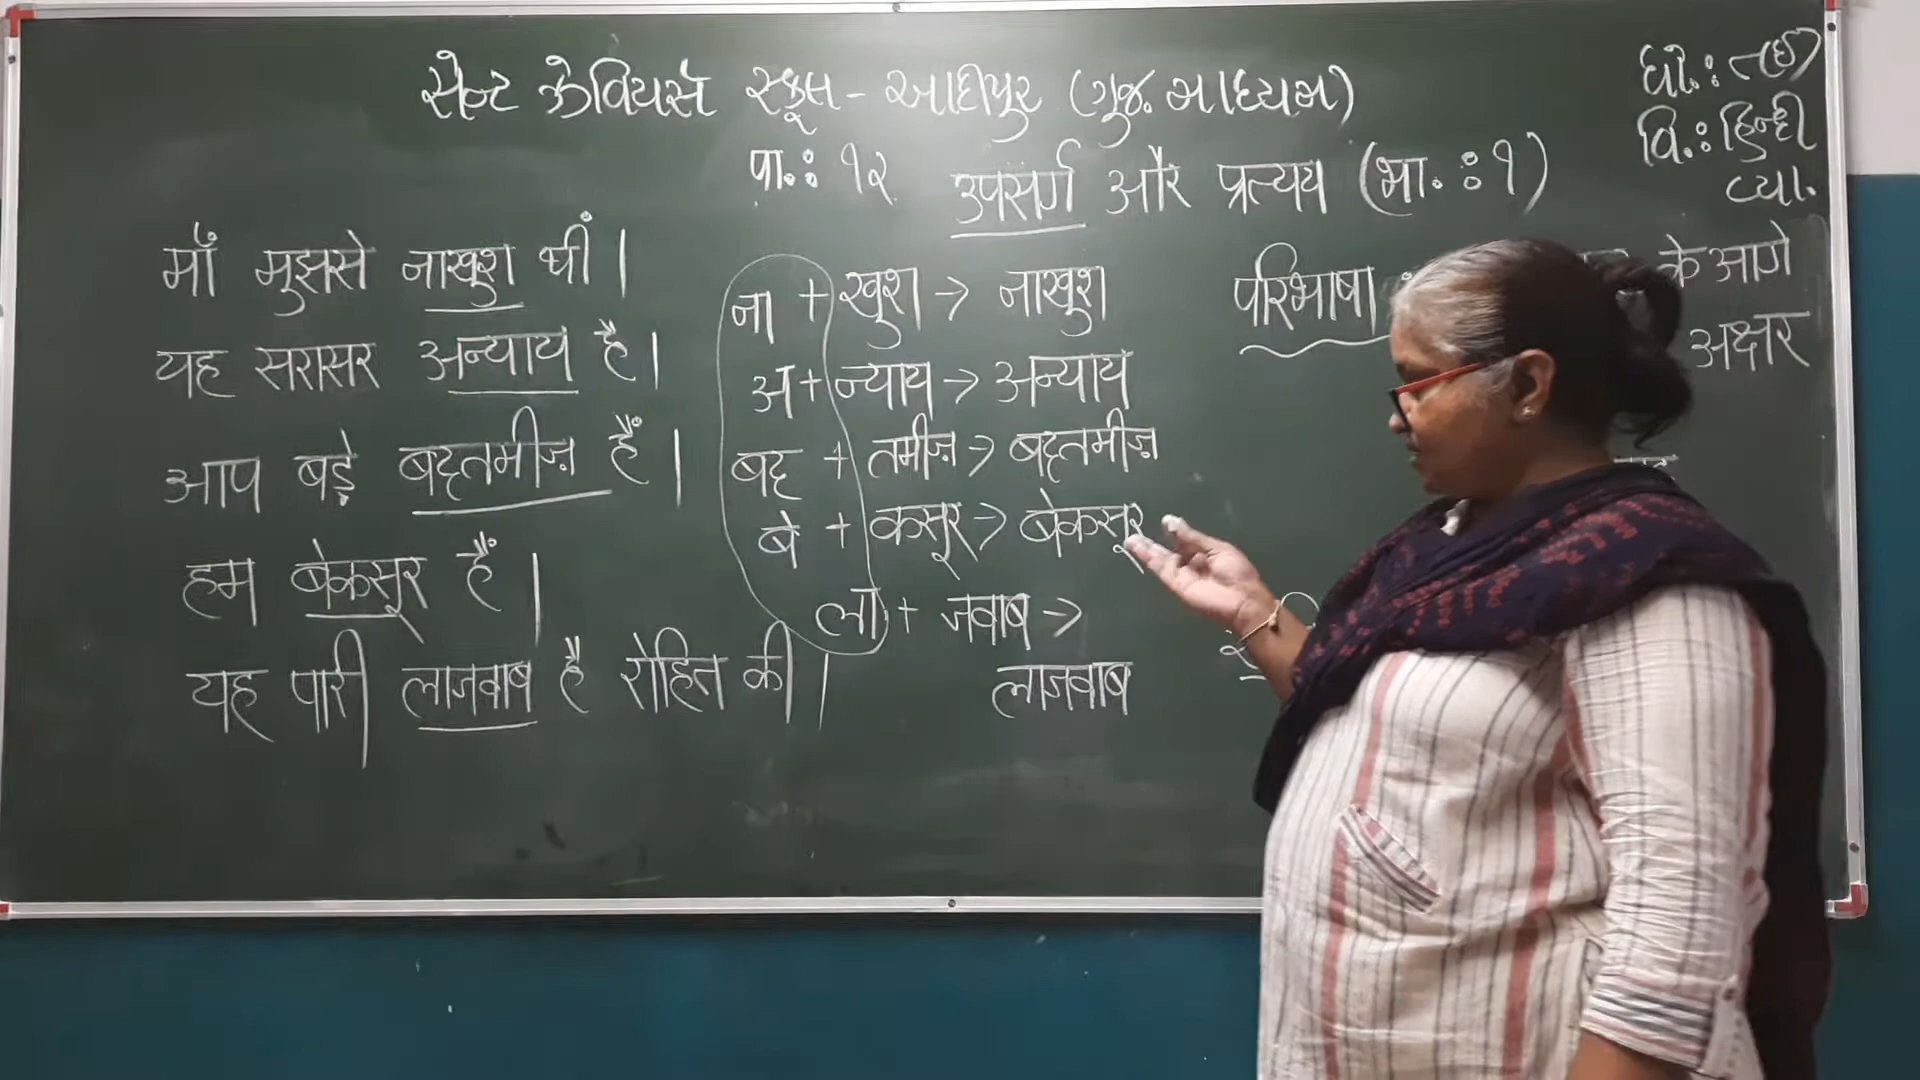 સેન્ટ ઝેવિયર્સ સ્કૂલ - આદીપુર (ગુજ. માધ્યમ)
ધો.: ૮(ઈ)
વિ.: હિન્દી
વ્યા.
पा.: १२ उपसर्ग और प्रत्यय (भा. : १)
माँ मुझसे नाखुश थीं।
यह सरासर अन्याय है।
आप बड़े बद्तमीज़ हैं।
हम बेकसूर हैं।
यह पारी लाजवाब है रोहित की।
ना + खुश → नाखुश
अ + न्याय → अन्याय
बद् + तमीज़ → बद्तमीज़
बे + कसूर → बेकसूर
ला + जवाब →
लाजवाब
परिभाषा के आगे
अक्षर